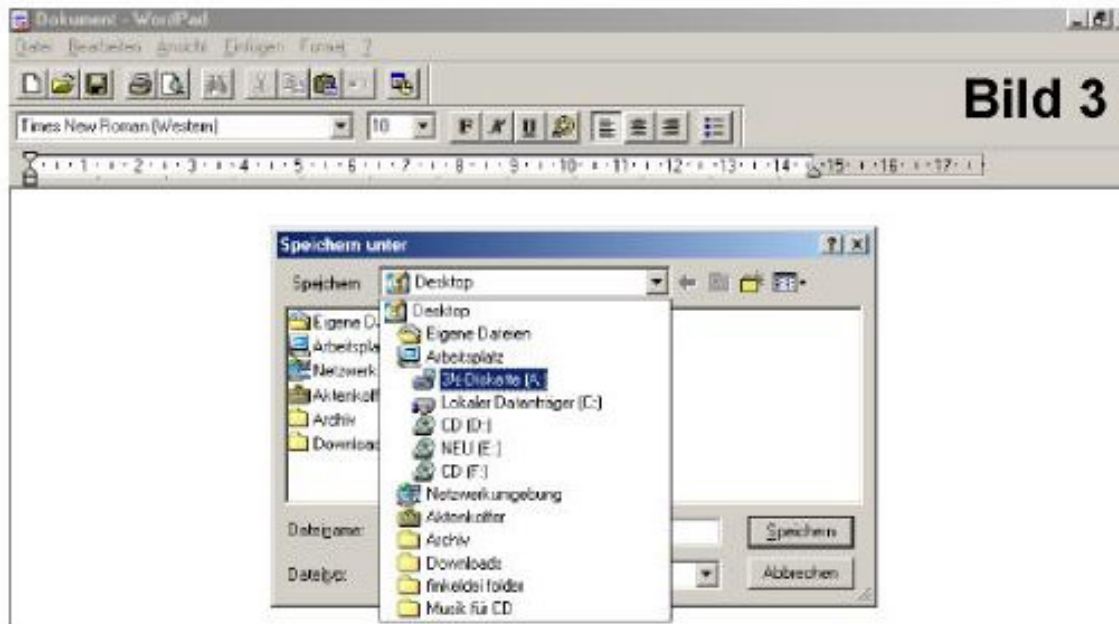 Dokument - WordPad
Datei Bearbeiten Ansicht Einfügen Format ?
Bild 3
Times New Roman (Western) 10 F K U
1 2 3 4 5 6 7 8 9 10 11 12 13 14 15 16 17
Speichern unter
Speichern Desktop
Desktop
Eigene D
Eigene Dateien
Arbeitspla
Arbeitsplatz
Netzwerk
3½-Diskette (A:)
Aktenkoff
Lokaler Datenträger (C:)
Archiv
CD (D:)
Download
NEU (E:)
CD (F:)
Netzwerkumgebung
Aktenkoffer
Dateiname:
Speichern
Archiv
Downloads
Dateityp:
Abbrechen
finkeldei folder
Musik für CD